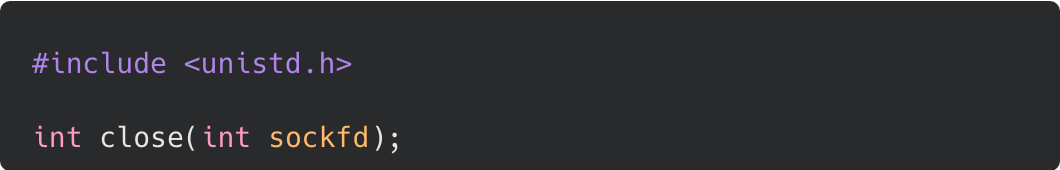 #include <unistd.h>
int close(int sockfd);